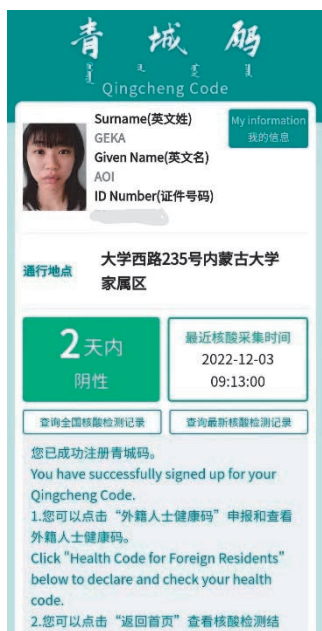 青城码
Qingcheng Code
Surname(英文姓)
GEKA
My information
我的信息
Given Name(英文名)
AOI
ID Number(证件号码)
通行地点
大学西路235号内蒙古大学
家属区
2天内
阴性
最近核酸采集时间
2022-12-03
09:13:00
查询全国核酸检测记录
查询最新核酸检测记录
您已成功注册青城码。
You have successfully signed up for your
Qingcheng Code.
1.您可以点击“外籍人士健康码”申报和查看
外籍人士健康码。
Click "Health Code for Foreign Residents"
below to declare and check your health
code.
2.您可以点击“返回首页”查看核酸检测结